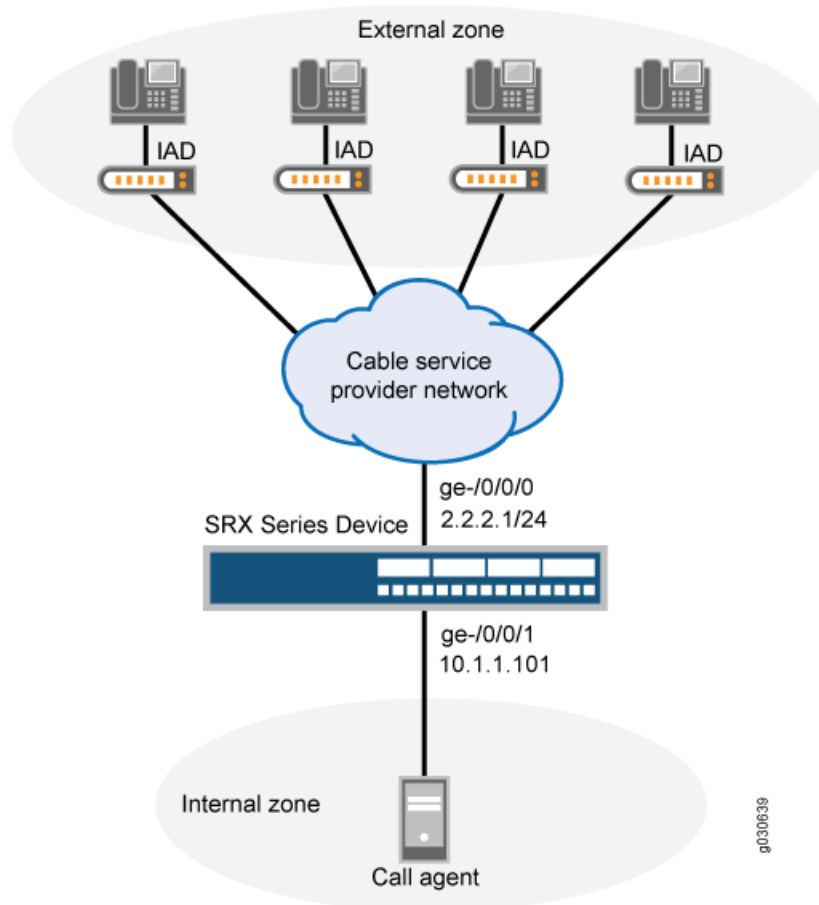 External zone
IAD
IAD
IAD
IAD
Cable service
provider network
ge-/0/0/0
2.2.2.1/24
SRX Series Device
ge-/0/0/1
10.1.1.101
Internal zone
Call agent
g030639